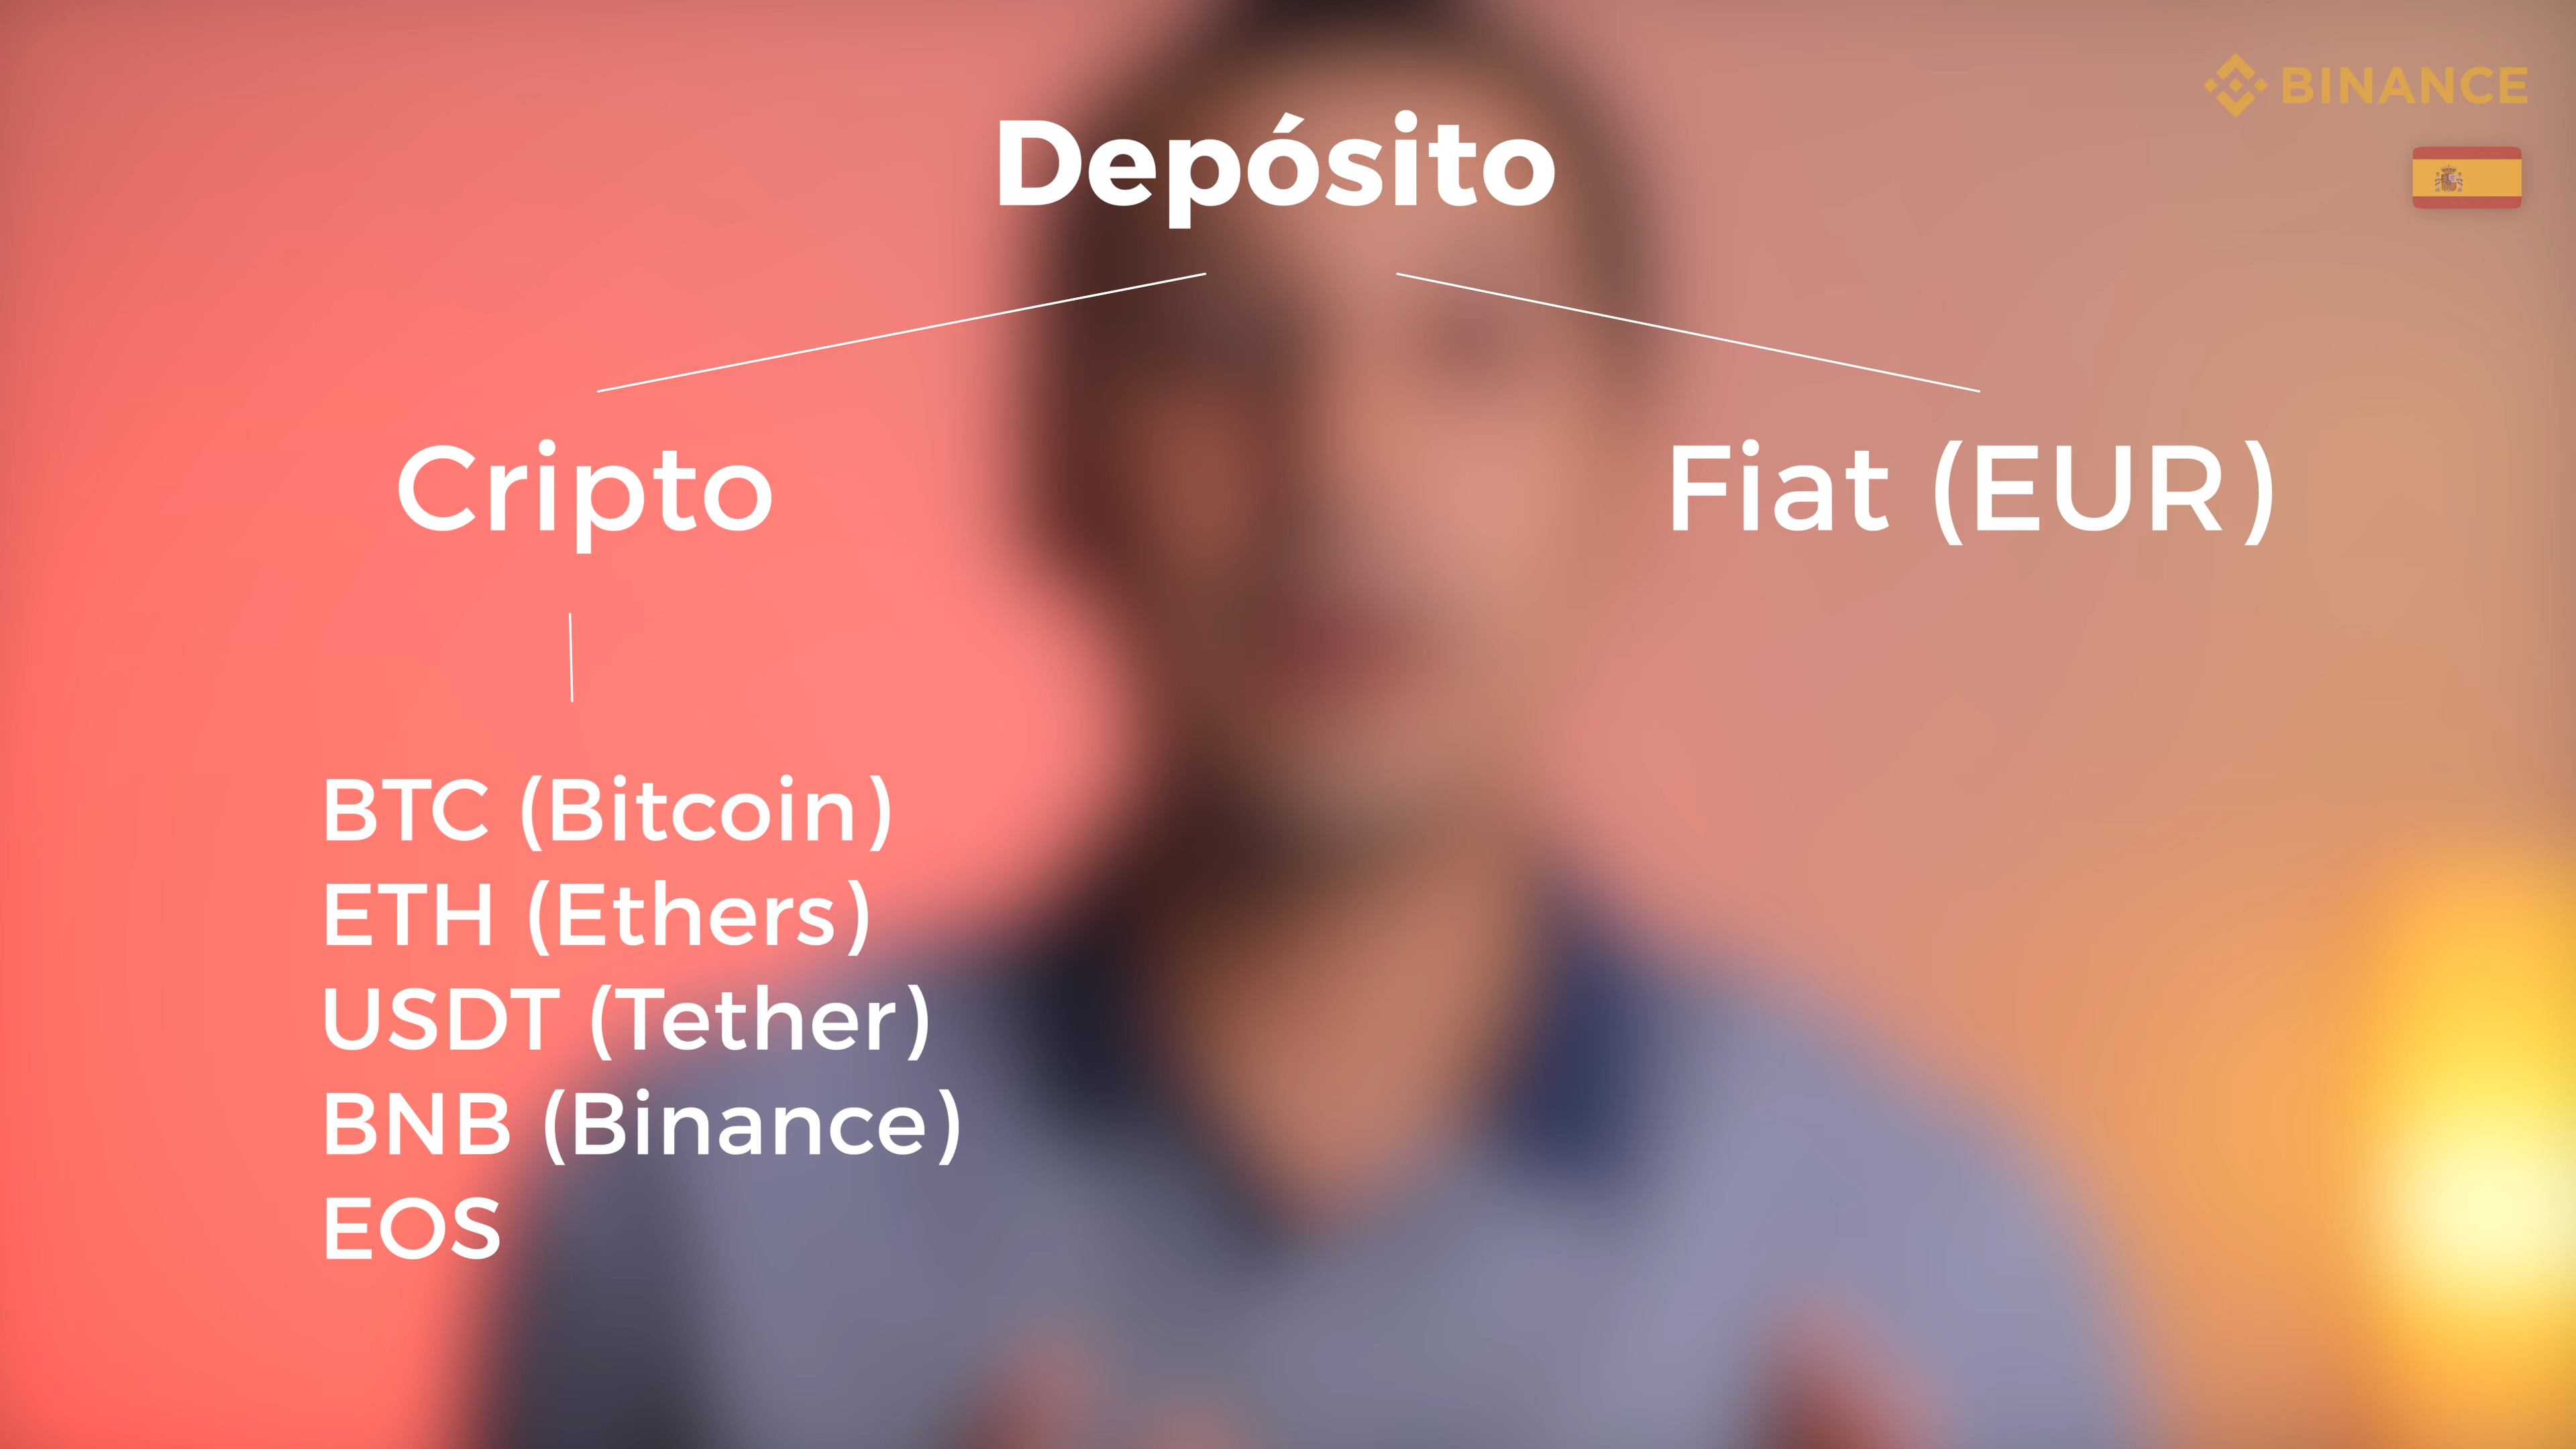 BINANCE
Depósito
Cripto
Fiat (EUR)
BTC (Bitcoin)
ETH (Ethers)
USDT (Tether)
BNB (Binance)
EOS